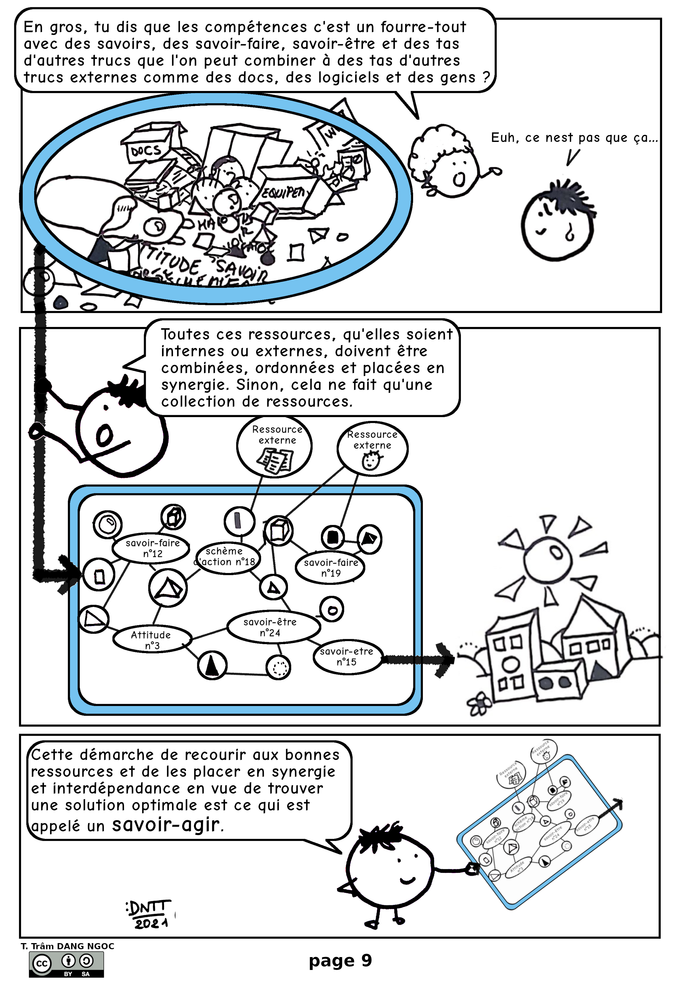 En gros, tu dis que les compétences c'est un fourre-tout
avec des savoirs, des savoir-faire, savoir-être et des tas
d'autres trucs que l'on peut combiner à des tas d'autres
trucs externes comme des docs, des logiciels et des gens ?
Euh, ce nest pas que ça...
DOCS
EQUIPEM
TITUDE SAVOIR
Toutes ces ressources, qu'elles soient
internes ou externes, doivent être
combinées, ordonnées et placées en
synergie. Sinon, cela ne fait qu'une
collection de ressources.
Ressource
externe
Ressource
externe
savoir-faire
n°12
schème
d'action n°18
savoir-faire
n°19
Attitude
n°3
savoir-être
n°24
savoir-etre
n°15
Cette démarche de recourir aux bonnes
ressources et de les placer en synergie
et interdépendance en vue de trouver
une solution optimale est ce qui est
appelé un savoir-agir.
:DNTT
2021
T. Trâm DANG NGOC
cc BY SA
page 9